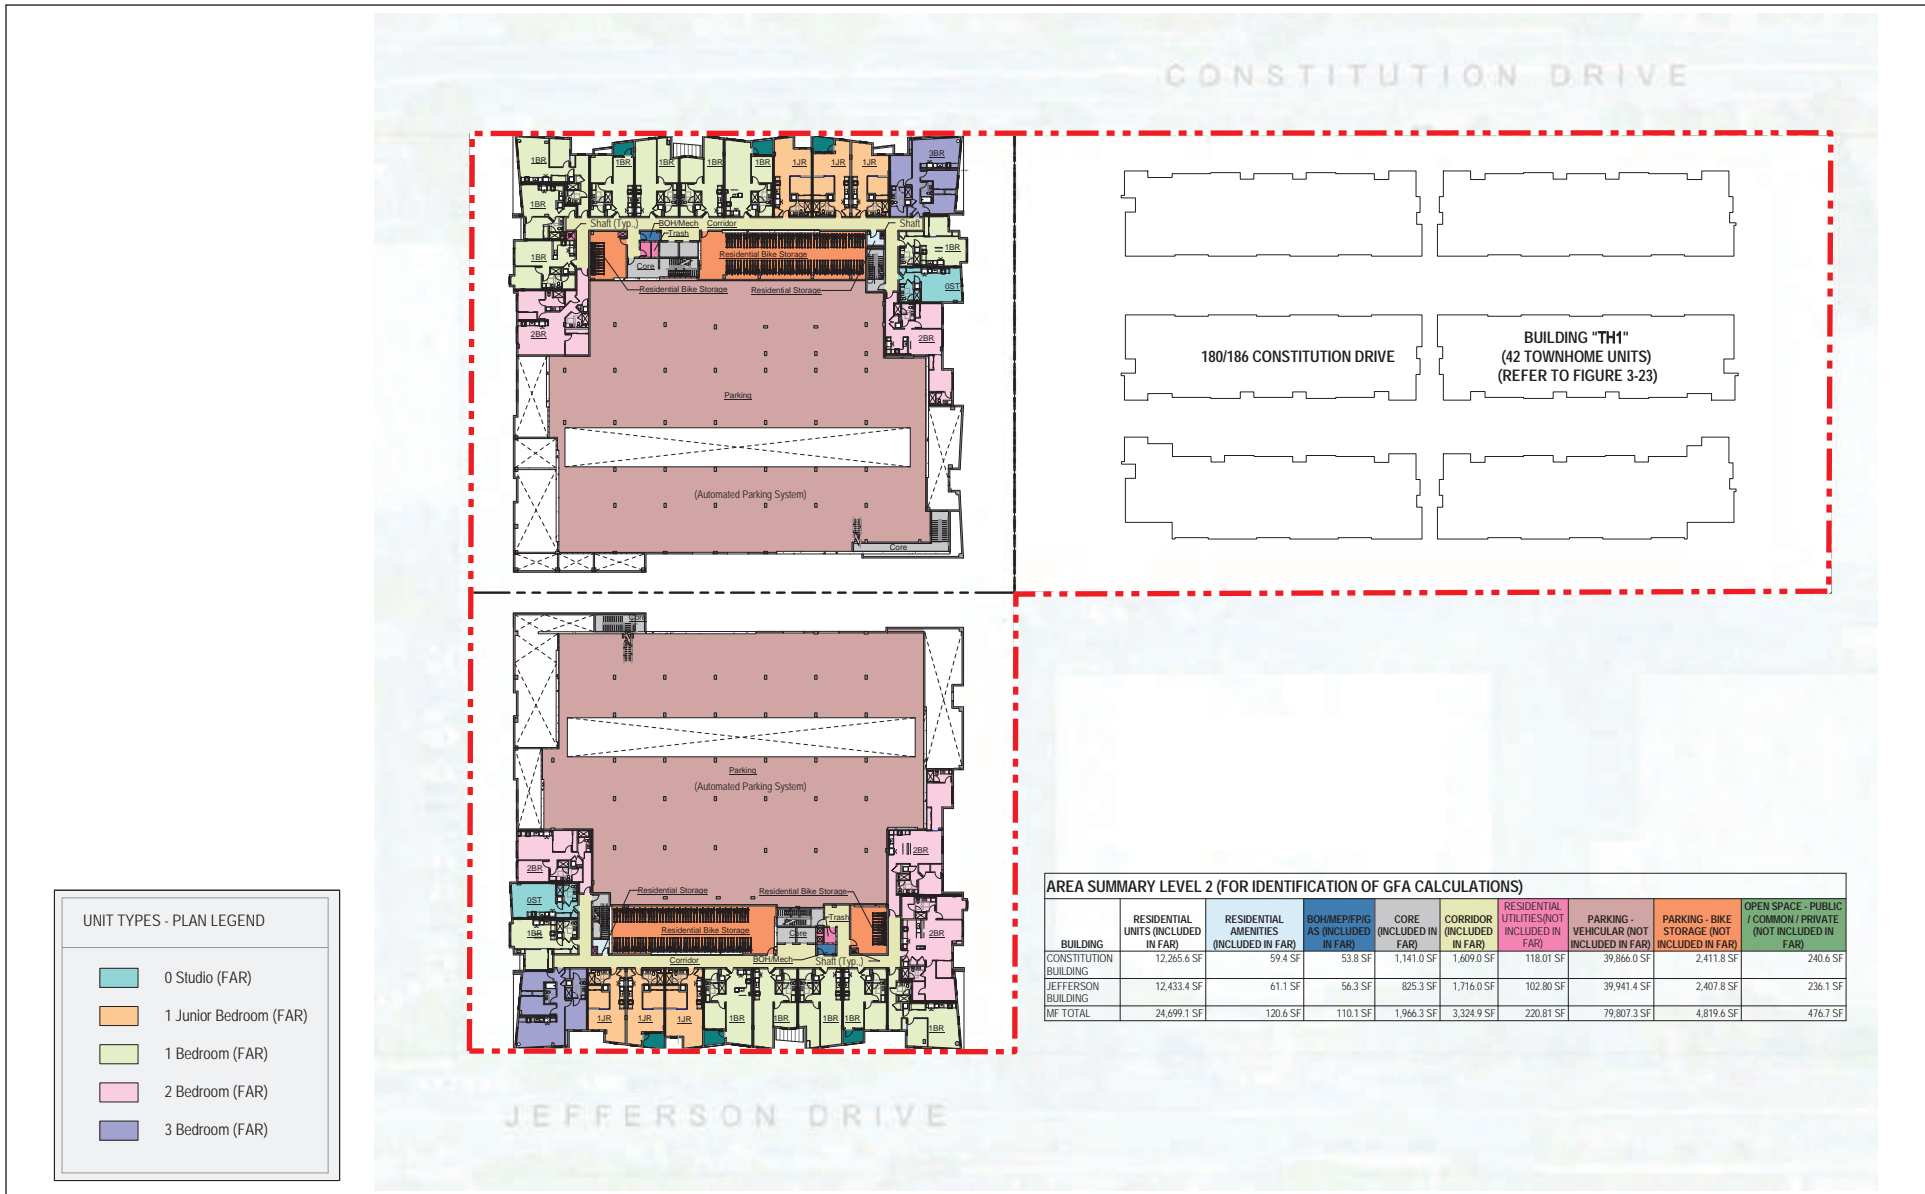 CONSTITUTION DRIVE
1BR
1BR
1BR
1BR
1BR
1JR
1JR
1JR
3BR
1BR
Shaft (Typ.,)
BOH/Mech
Corridor
Trash
Shaft
1BR
Residential Bike Storage
1BR
Core
0ST
Residential Bike Storage
Residential Storage
2BR
2BR
Parking
(Automated Parking System)
Core
180/186 CONSTITUTION DRIVE
BUILDING "TH1"
(42 TOWNHOME UNITS)
(REFER TO FIGURE 3-23)
Core
Parking
(Automated Parking System)
2BR
2BR
Residential Storage
Residential Bike Storage
0ST
Trash
Residential Bike Storage
Core
1BR
2BR
Corridor
BOH/Mech
Shaft (Typ.,)
1JR
1JR
1JR
1BR
1BR
1BR
1BR
1BR
JEFFERSON DRIVE
UNIT TYPES - PLAN LEGEND
0 Studio (FAR)
1 Junior Bedroom (FAR)
1 Bedroom (FAR)
2 Bedroom (FAR)
3 Bedroom (FAR)
AREA SUMMARY LEVEL 2 (FOR IDENTIFICATION OF GFA CALCULATIONS)
BUILDING RESIDENTIAL UNITS (INCLUDED IN FAR) RESIDENTIAL AMENITIES (INCLUDED IN FAR) BOH/MEP/FP/G AS (INCLUDED IN FAR) CORE (INCLUDED IN FAR) CORRIDOR (INCLUDED IN FAR) RESIDENTIAL UTILITIES(NOT INCLUDED IN FAR) PARKING - VEHICULAR (NOT INCLUDED IN FAR) PARKING - BIKE STORAGE (NOT INCLUDED IN FAR) OPEN SPACE - PUBLIC / COMMON / PRIVATE (NOT INCLUDED IN FAR)
CONSTITUTION BUILDING 12,265.6 SF 59.4 SF 53.8 SF 1,141.0 SF 1,609.0 SF 118.01 SF 39,866.0 SF 2,411.8 SF 240.6 SF
JEFFERSON BUILDING 12,433.4 SF 61.1 SF 56.3 SF 825.3 SF 1,716.0 SF 102.80 SF 39,941.4 SF 2,407.8 SF 236.1 SF
MF TOTAL 24,699.1 SF 120.6 SF 110.1 SF 1,966.3 SF 3,324.9 SF 220.81 SF 79,807.3 SF 4,819.6 SF 476.7 SF